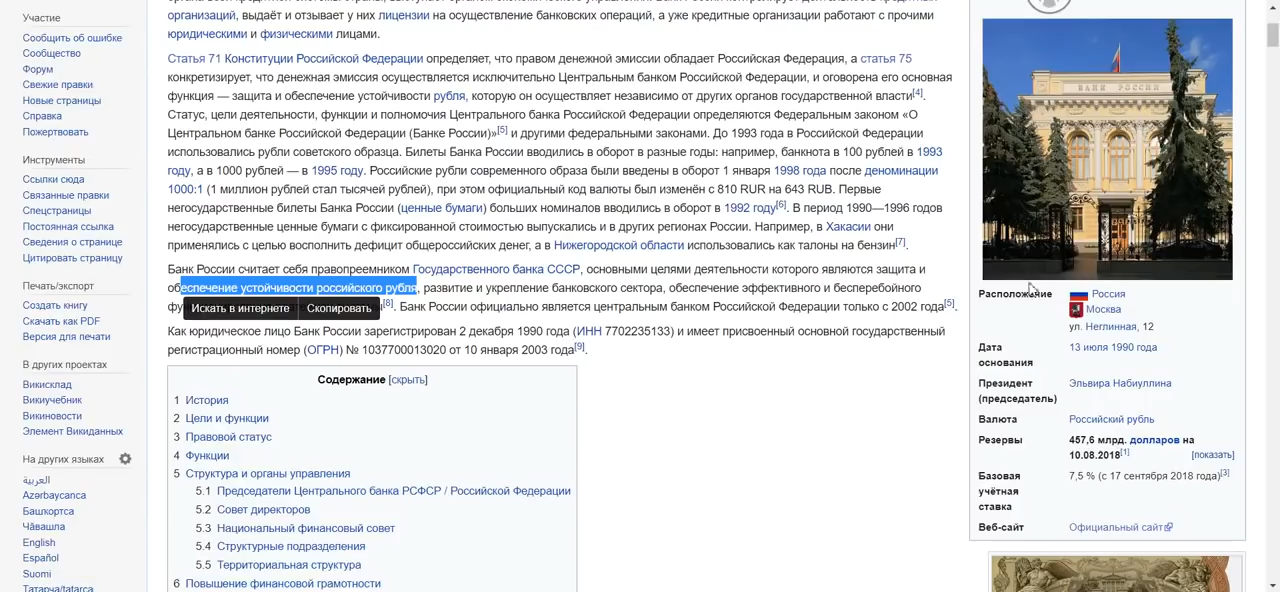 Участие
Сообщить об ошибке
Сообщество
Форум
Свежие правки
Новые страницы
Справка
Пожертвовать
Инструменты
Ссылки сюда
Связанные правки
Спецстраницы
Постоянная ссылка
Сведения о странице
Цитировать страницу
Печать/экспорт
Создать книгу
Скачать как PDF
Версия для печати
В других проектах
Викисклад
Викиучебник
Викиновости
Элемент Викиданных
На других языках
العربية
Azərbaycanca
Башҡортса
Чӑвашла
English
Español
Suomi
Татарча/tatarca
организаций, выдаёт и отзывает у них лицензии на осуществление банковских операций, а уже кредитные организации работают с прочими
юридическими и физическими лицами.
Статья 71 Конституции Российской Федерации определяет, что правом денежной эмиссии обладает Российская Федерация, а статья 75
конкретизирует, что денежная эмиссия осуществляется исключительно Центральным банком Российской Федерации, и оговорена его основная
функция — защита и обеспечение устойчивости рубля, которую он осуществляет независимо от других органов государственной власти[4].
Статус, цели деятельности, функции и полномочия Центрального банка Российской Федерации определяются Федеральным законом «О
Центральном банке Российской Федерации (Банке России)»[5] и другими федеральными законами. До 1993 года в Российской Федерации
использовались рубли советского образца. Билеты Банка России вводились в оборот в разные годы: например, банкнота в 100 рублей в 1993
году, а в 1000 рублей — в 1995 году. Российские рубли современного образа были введены в оборот 1 января 1998 года после деноминации
1000:1 (1 миллион рублей стал тысячей рублей), при этом официальный код валюты был изменён с 810 RUR на 643 RUB. Первые
негосударственные билеты Банка России (ценные бумаги) больших номиналов вводились в оборот в 1992 году[6]. В период 1990—1996 годов
негосударственные ценные бумаги с фиксированной стоимостью выпускались и в других регионах России. Например, в Хакасии они
применялись с целью восполнить дефицит общероссийских денег, а в Нижегородской области использовались как талоны на бензин[7].
Банк России считает себя правопреемником Государственного банка СССР, основными целями деятельности которого являются защита и
обеспечение устойчивости российского рубля, развитие и укрепление банковского сектора, обеспечение эффективного и бесперебойного
фу
Искать в интернете
Скопировать
[8]. Банк России официально является центральным банком Российской Федерации только с 2002 года[5].
Как юридическое лицо Банк России зарегистрирован 2 декабря 1990 года (ИНН 7702235133) и имеет присвоенный основной государственный
регистрационный номер (ОГРН) № 1037700013020 от 10 января 2003 года[9].
Содержание [скрыть]
1 История
2 Цели и функции
3 Правовой статус
4 Функции
5 Структура и органы управления
5.1 Председатели Центрального банка РСФСР / Российской Федерации
5.2 Совет директоров
5.3 Национальный финансовый совет
5.4 Структурные подразделения
5.5 Территориальная структура
6 Повышение финансовой грамотности
БАНК РОССИИ
Расположение
Россия
Москва
ул. Неглинная, 12
Дата основания
13 июля 1990 года
Президент (председатель)
Эльвира Набиуллина
Валюта
Российский рубль
Резервы
457,6 млрд. долларов на
10.08.2018[1] [показать]
Базовая учётная ставка
7,5 % (с 17 сентября 2018 года)[3]
Веб-сайт
Официальный сайт